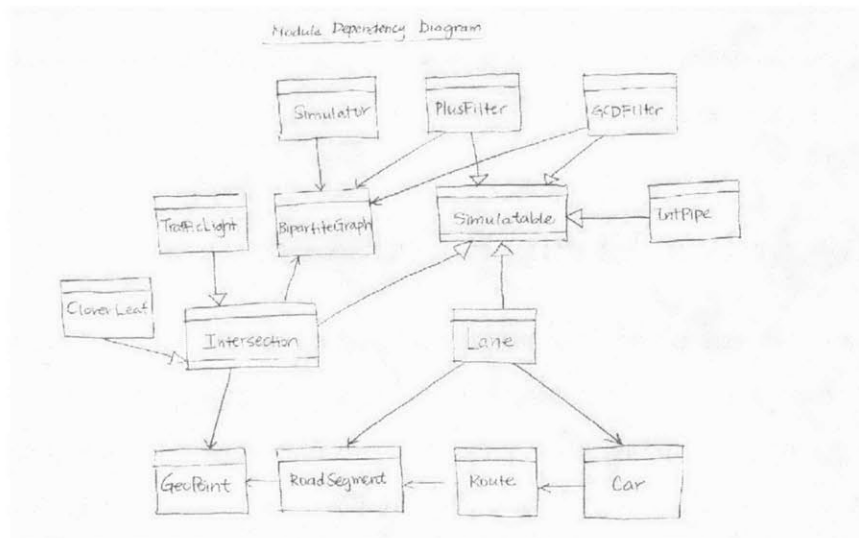 Module Dependency Diagram
Simulator
PlusFilter
GCDFilter
TrafficLight
BipartiteGraph
Simulatable
IntPipe
CloverLeaf
Intersection
Lane
GeoPoint
RoadSegment
Route
Car